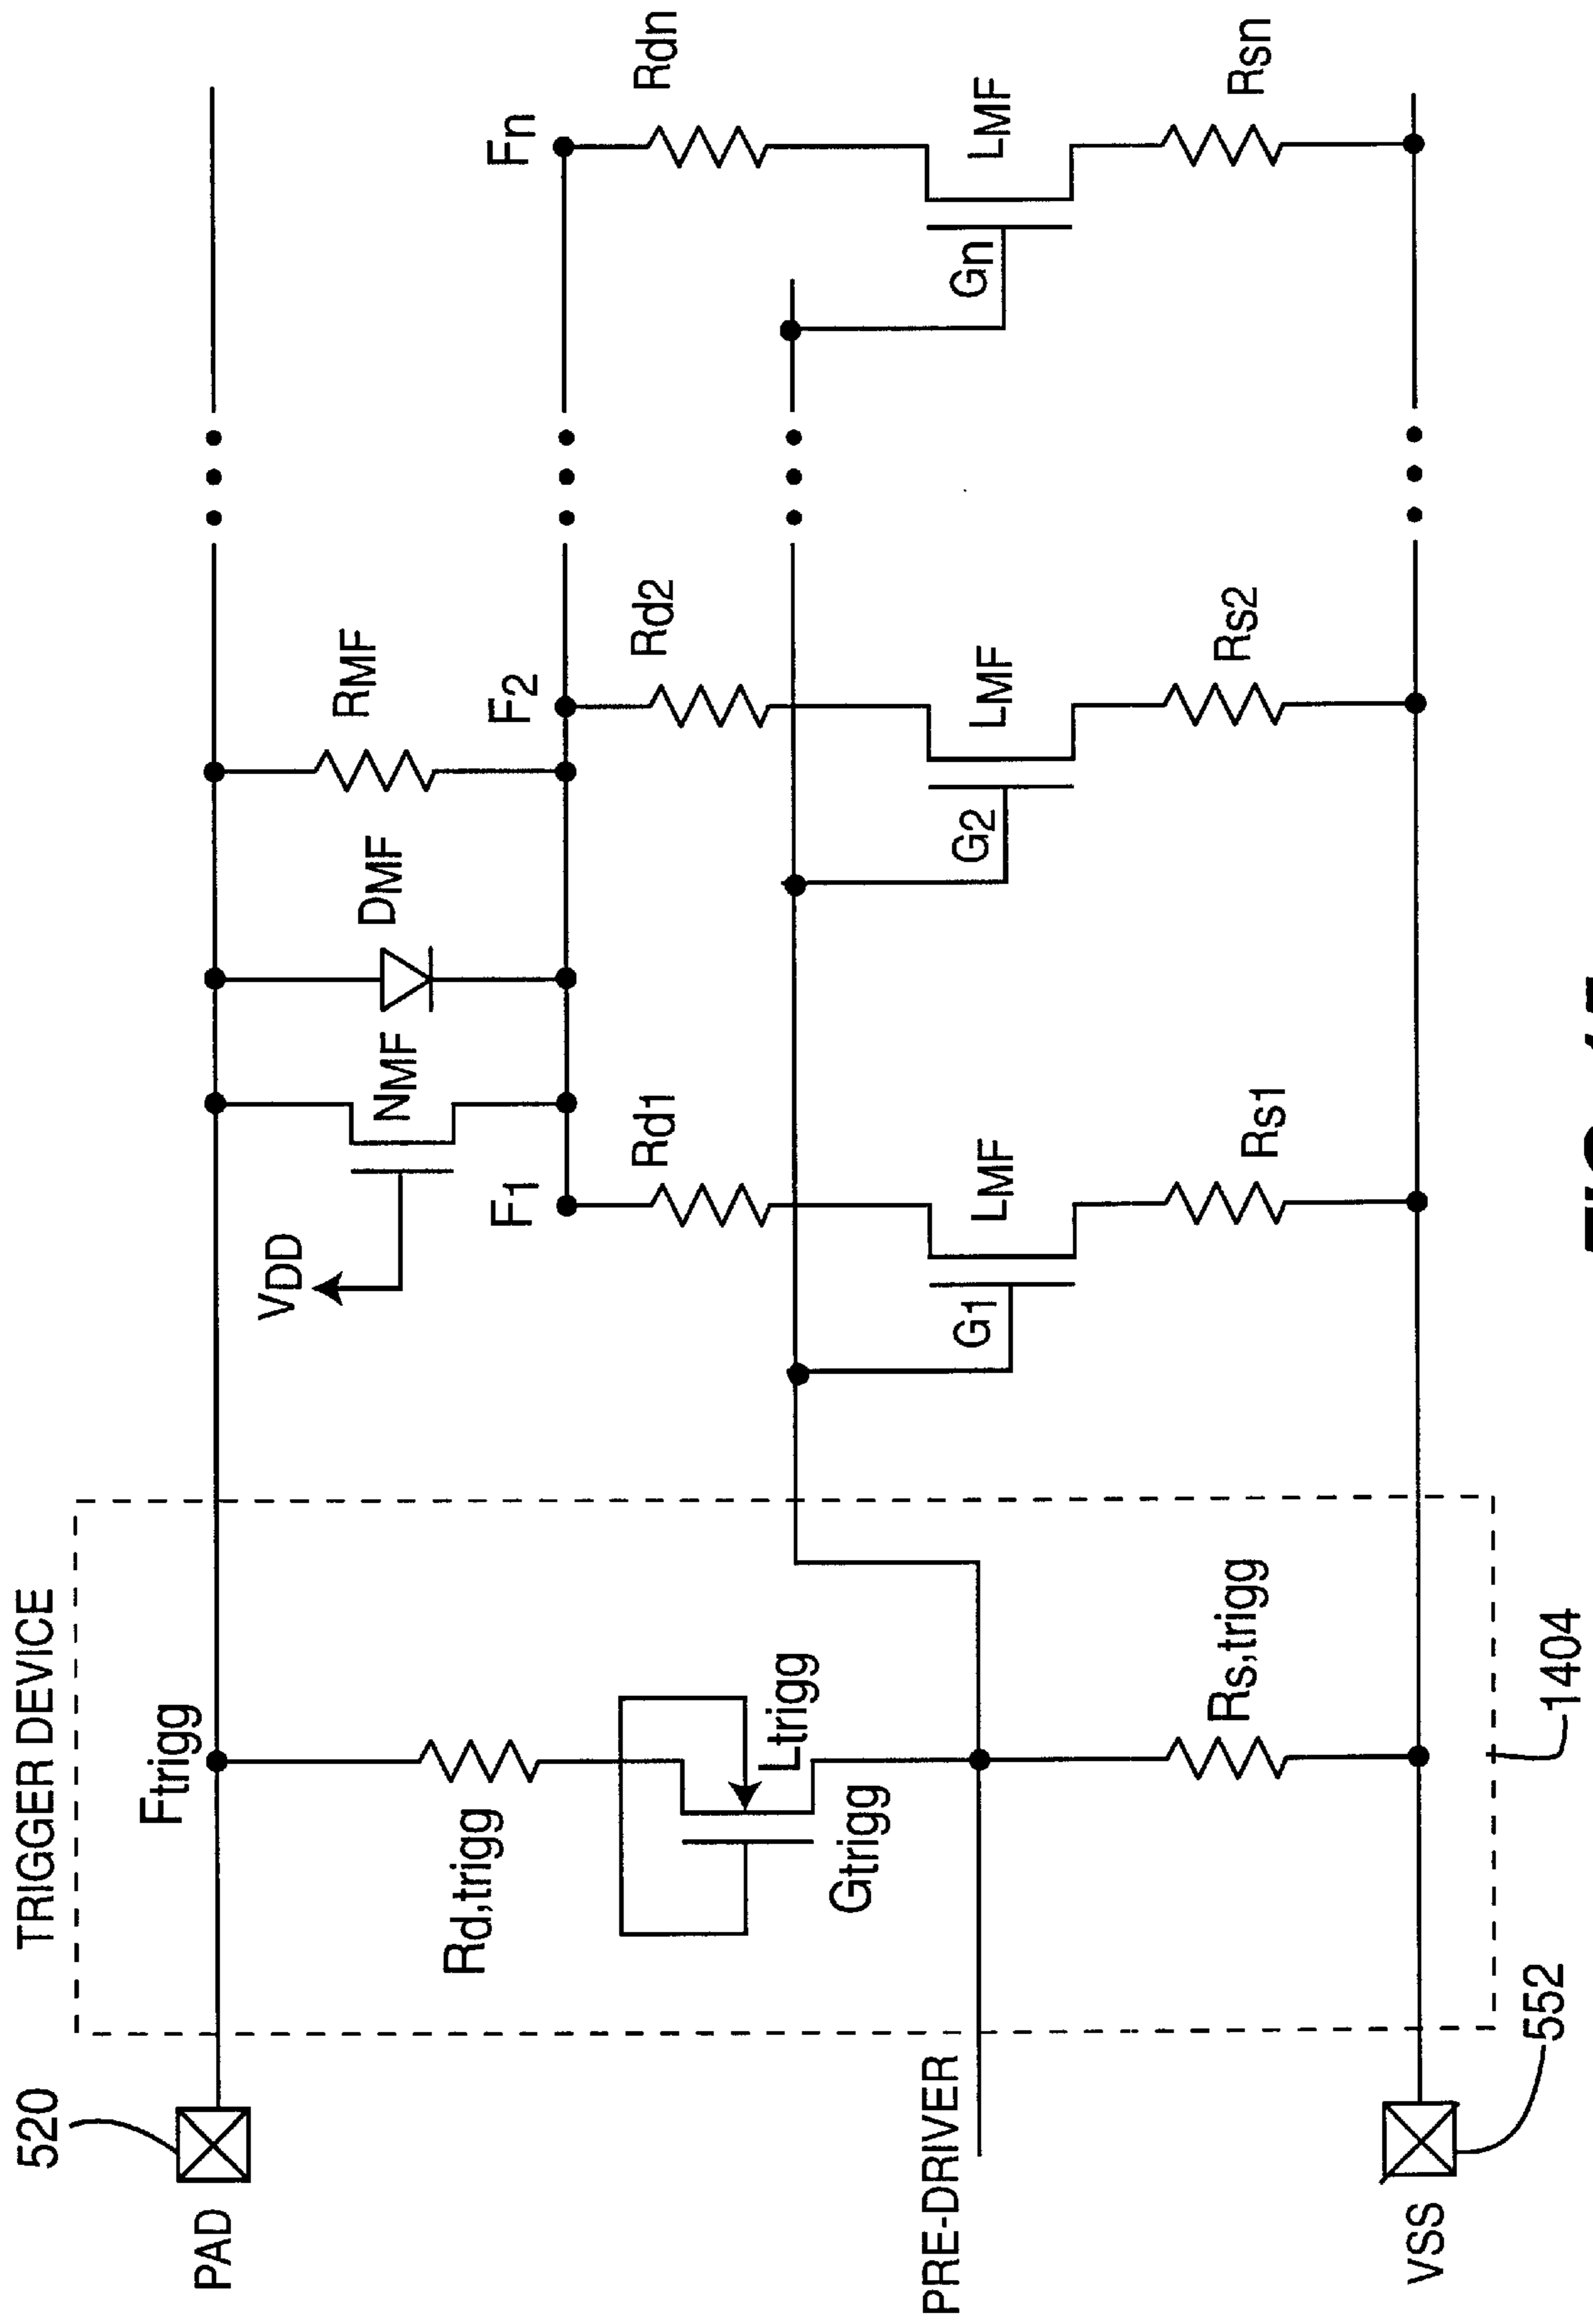 TRIGGER DEVICE
520
PAD
Ftrigg
Rd,trigg
Ltrigg
Gtrigg
PRE-DRIVER
Rs,trigg
VSS
552
1404
VDD
NMF
DMF
RMF
F1
F2
Fn
Rd1
Rd2
Rdn
G1
LMF
G2
LMF
Gn
LMF
Rs1
Rs2
Rsn